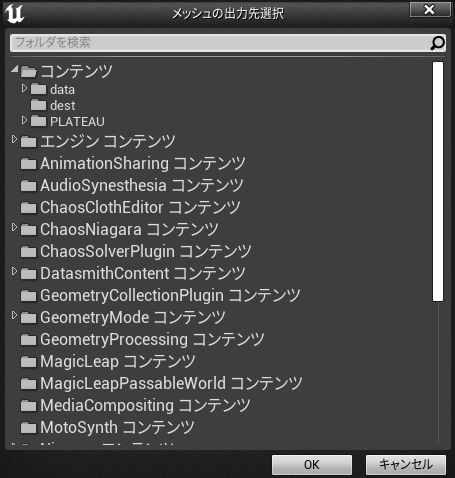 メッシュの出力先選択
フォルダを検索
コンテンツ
data
dest
PLATEAU
エンジン コンテンツ
AnimationSharing コンテンツ
AudioSynesthesia コンテンツ
ChaosClothEditor コンテンツ
ChaosNiagara コンテンツ
ChaosSolverPlugin コンテンツ
DatasmithContent コンテンツ
GeometryCollectionPlugin コンテンツ
GeometryMode コンテンツ
GeometryProcessing コンテンツ
MagicLeap コンテンツ
MagicLeapPassableWorld コンテンツ
MediaCompositing コンテンツ
MotoSynth コンテンツ
OK キャンセル